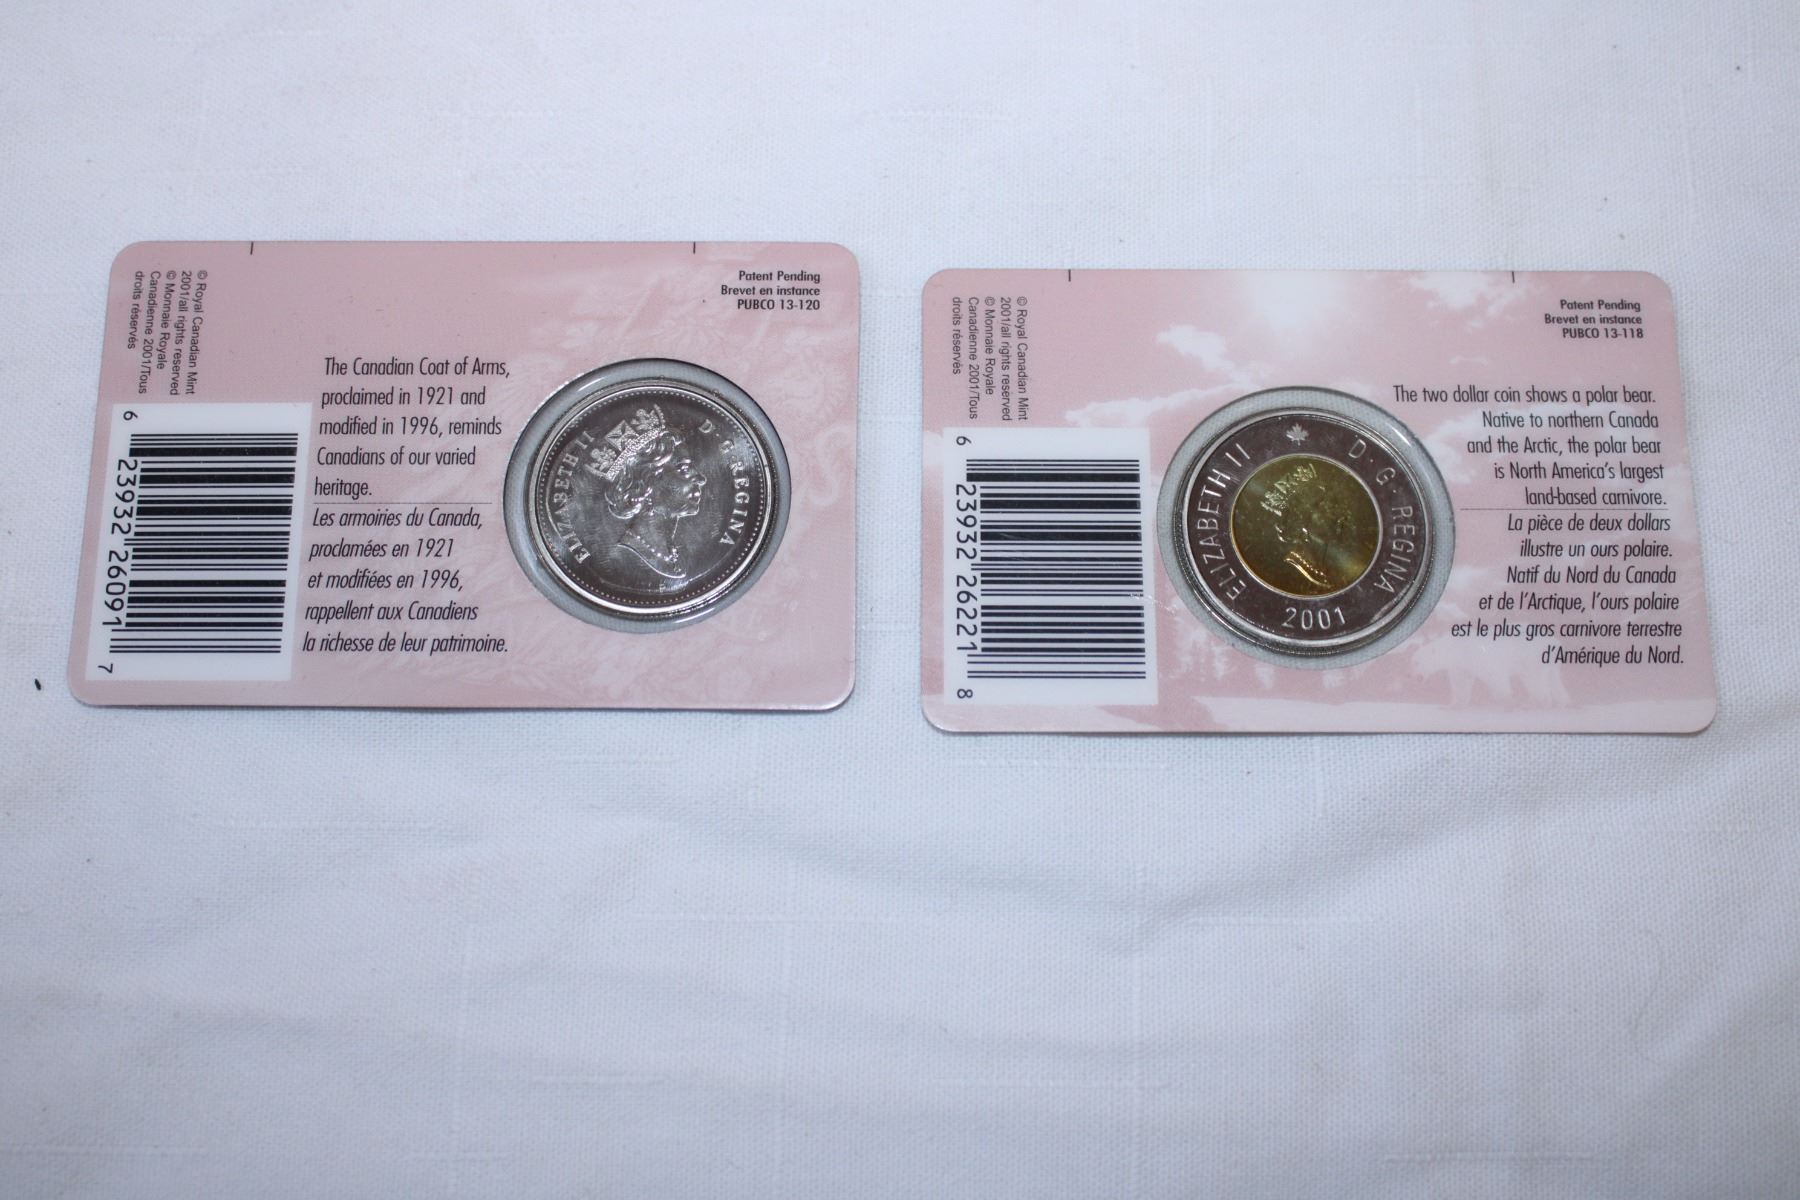 © Royal Canadian Mint
2001/all rights reserved
© Monnaie Royale
Canadienne 2001/Tous
droits réservés
Patent Pending
Brevet en instance
PUBCO 13-120
The Canadian Coat of Arms,
proclaimed in 1921 and
modified in 1996, reminds
Canadians of our varied
heritage.
Les armoiries du Canada,
proclamées en 1921
et modifiées en 1996,
rappellent aux Canadiens
la richesse de leur patrimoine.
6 23932 26091 7
ELIZABETH II D·G·REGINA
© Royal Canadian Mint
2001/all rights reserved
© Monnaie Royale
Canadienne 2001/Tous
droits réservés
Patent Pending
Brevet en instance
PUBCO 13-118
6 23932 26221 8
ELIZABETH II D·G·REGINA
2001
The two dollar coin shows a polar bear.
Native to northern Canada
and the Arctic, the polar bear
is North America's largest
land-based carnivore.
La pièce de deux dollars
illustre un ours polaire.
Natif du Nord du Canada
et de l'Arctique, l'ours polaire
est le plus gros carnivore terrestre
d'Amérique du Nord.